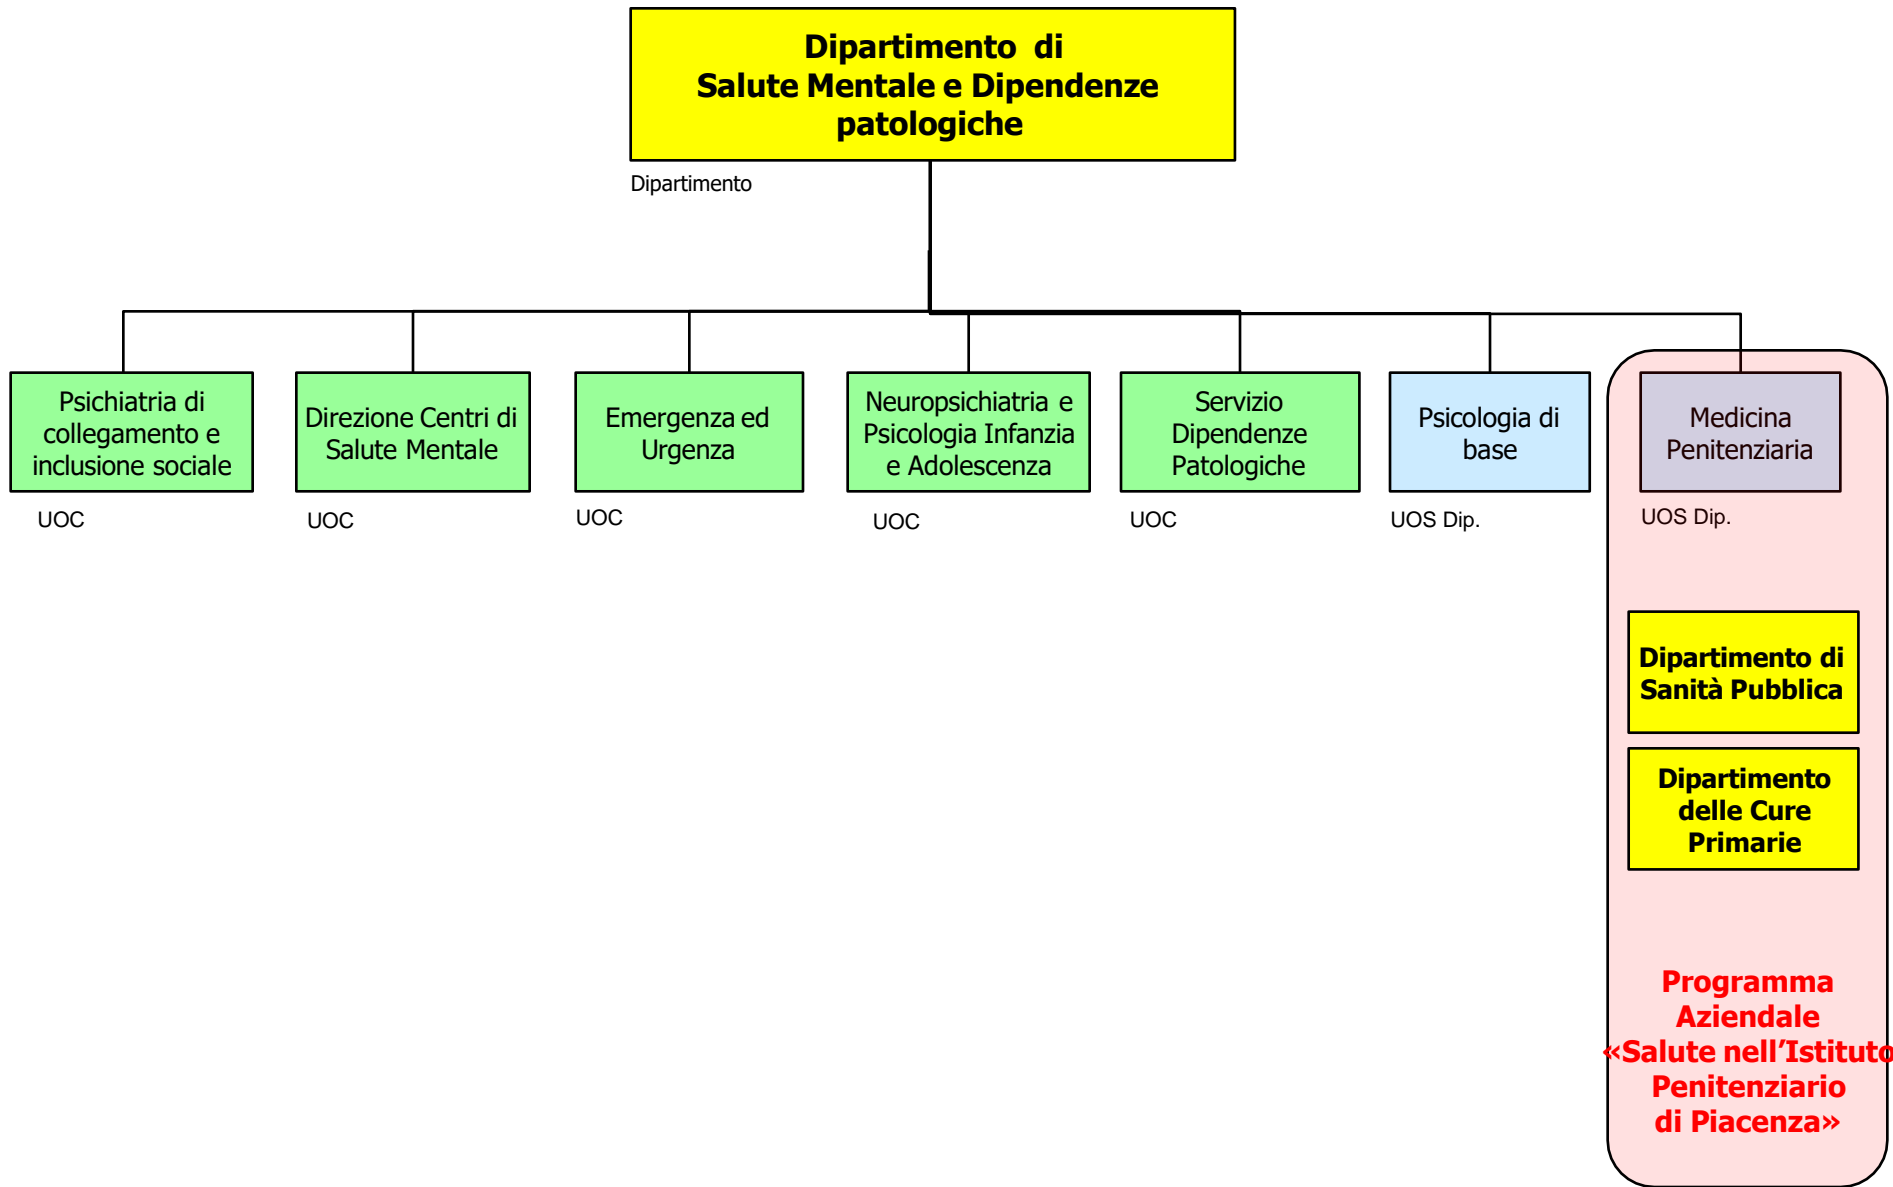 Dipartimento di
Salute Mentale e Dipendenze
patologiche
Dipartimento
Psichiatria di
collegamento e
inclusione sociale
UOC
Direzione Centri di
Salute Mentale
UOC
Emergenza ed
Urgenza
UOC
Neuropsichiatria e
Psicologia Infanzia
e Adolescenza
UOC
Servizio
Dipendenze
Patologiche
UOC
Psicologia di
base
UOS Dip.
Medicina
Penitenziaria
UOS Dip.
Dipartimento di
Sanità Pubblica
Dipartimento
delle Cure
Primarie
Programma
Aziendale
«Salute nell’Istituto
Penitenziario
di Piacenza»